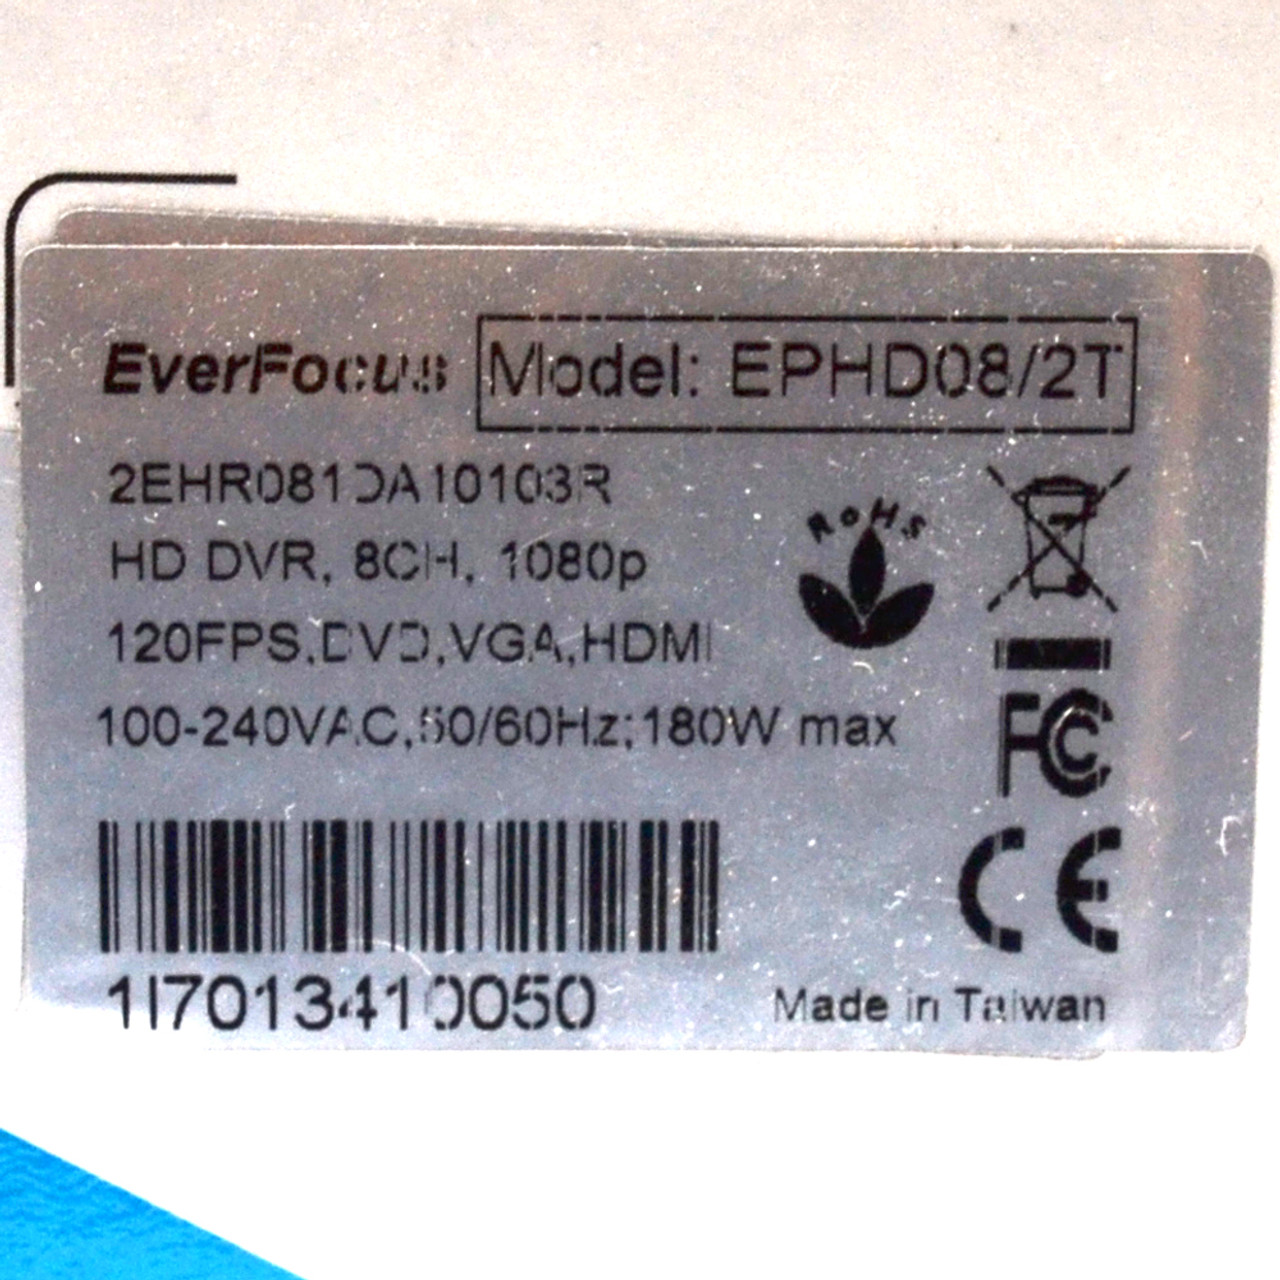 EverFocus Model: EPHD08/2T
2EHR081DA10103R
HD DVR, 8CH, 1080p
RoHS
120FPS,DVD,VGA,HDMI
100-240VAC,50/60Hz;180W max
FC
CE
1I7013410050
Made in Taiwan